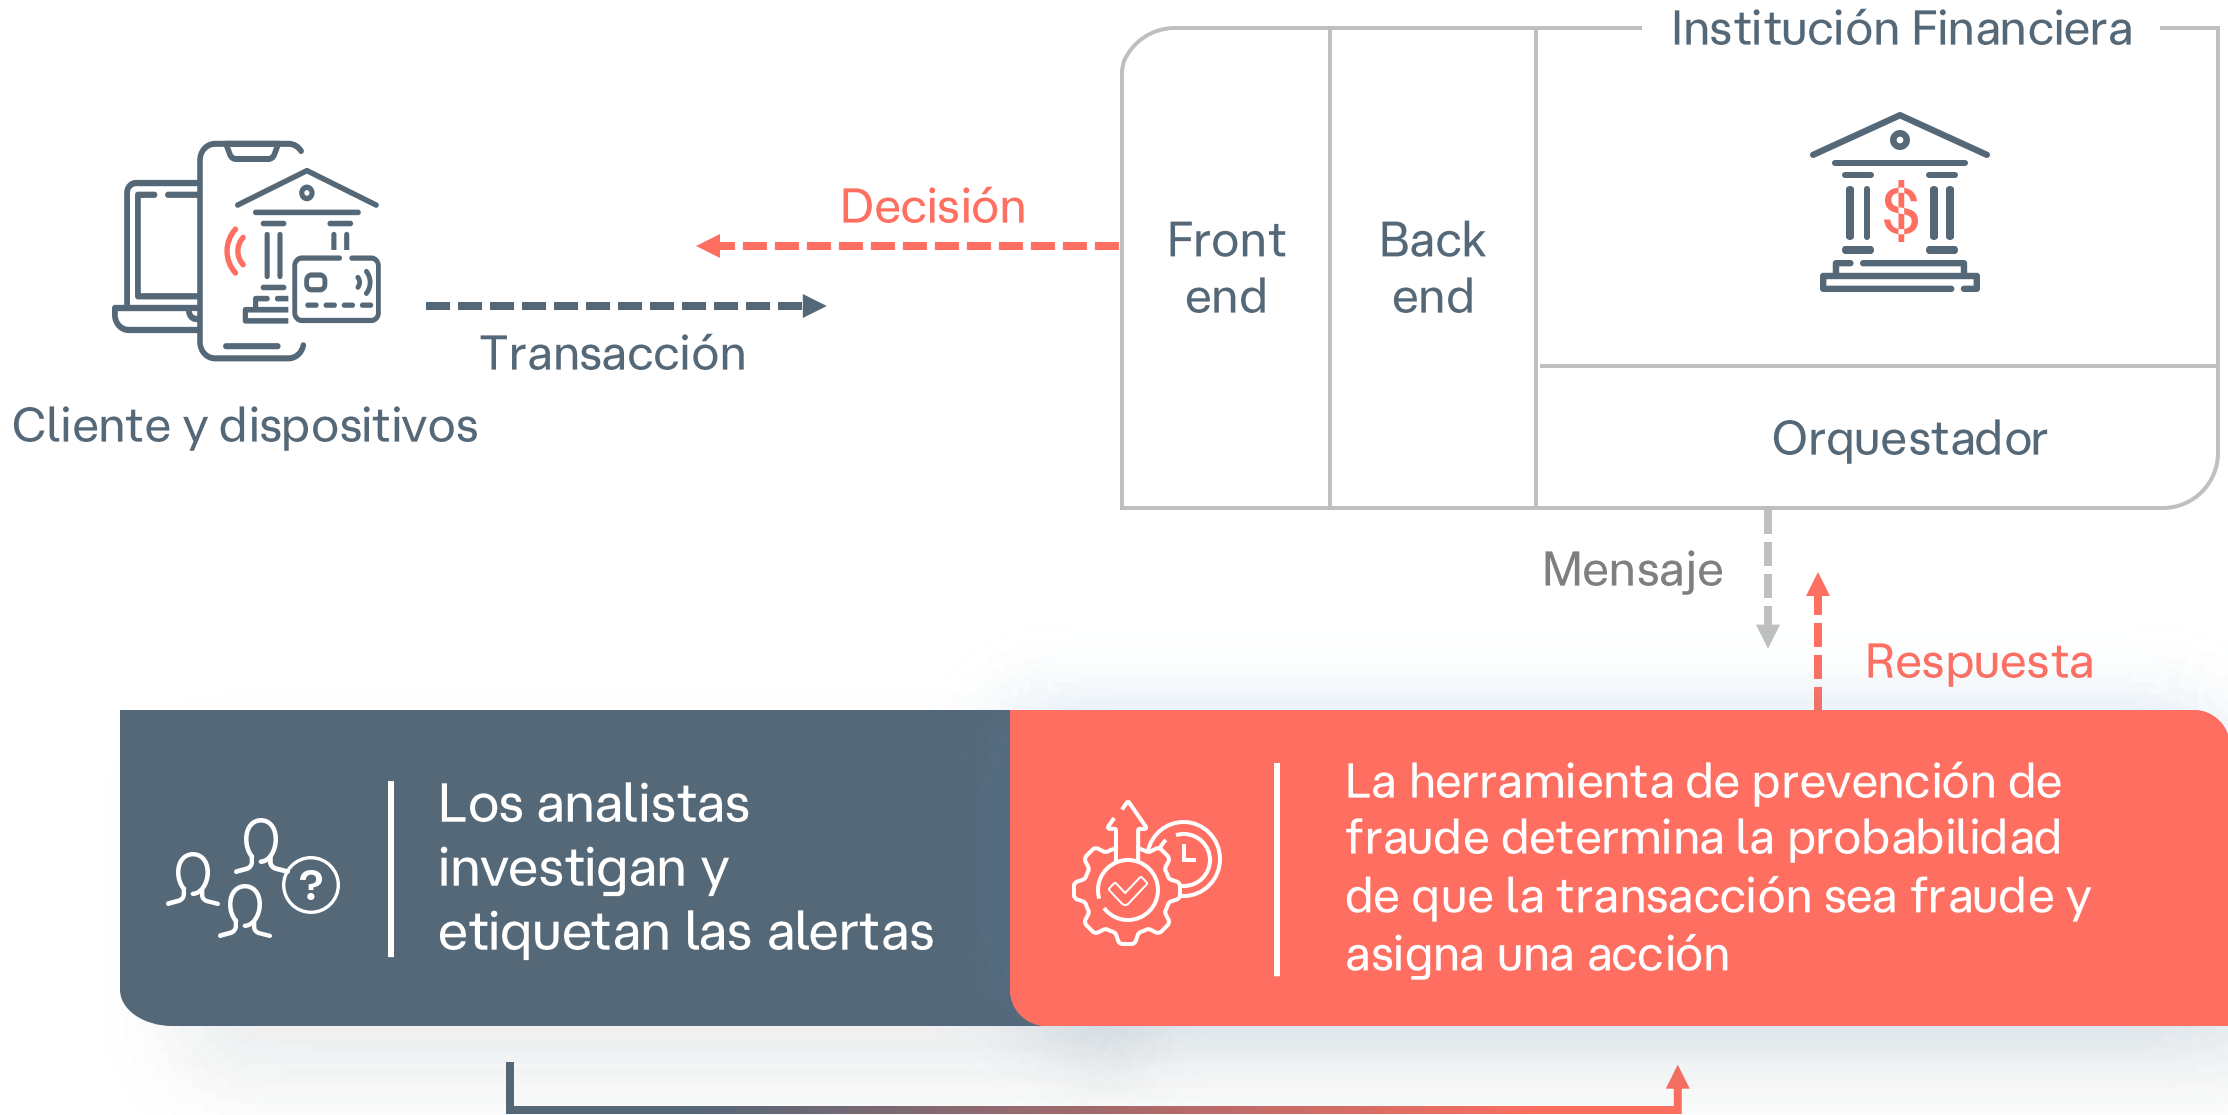 Institución Financiera
Decisión
Front
end
Back
end
$
Transacción
Cliente y dispositivos
Orquestador
Mensaje
Respuesta
?
Los analistas
investigan y
etiquetan las alertas
La herramienta de prevención de
fraude determina la probabilidad
de que la transacción sea fraude y
asigna una acción